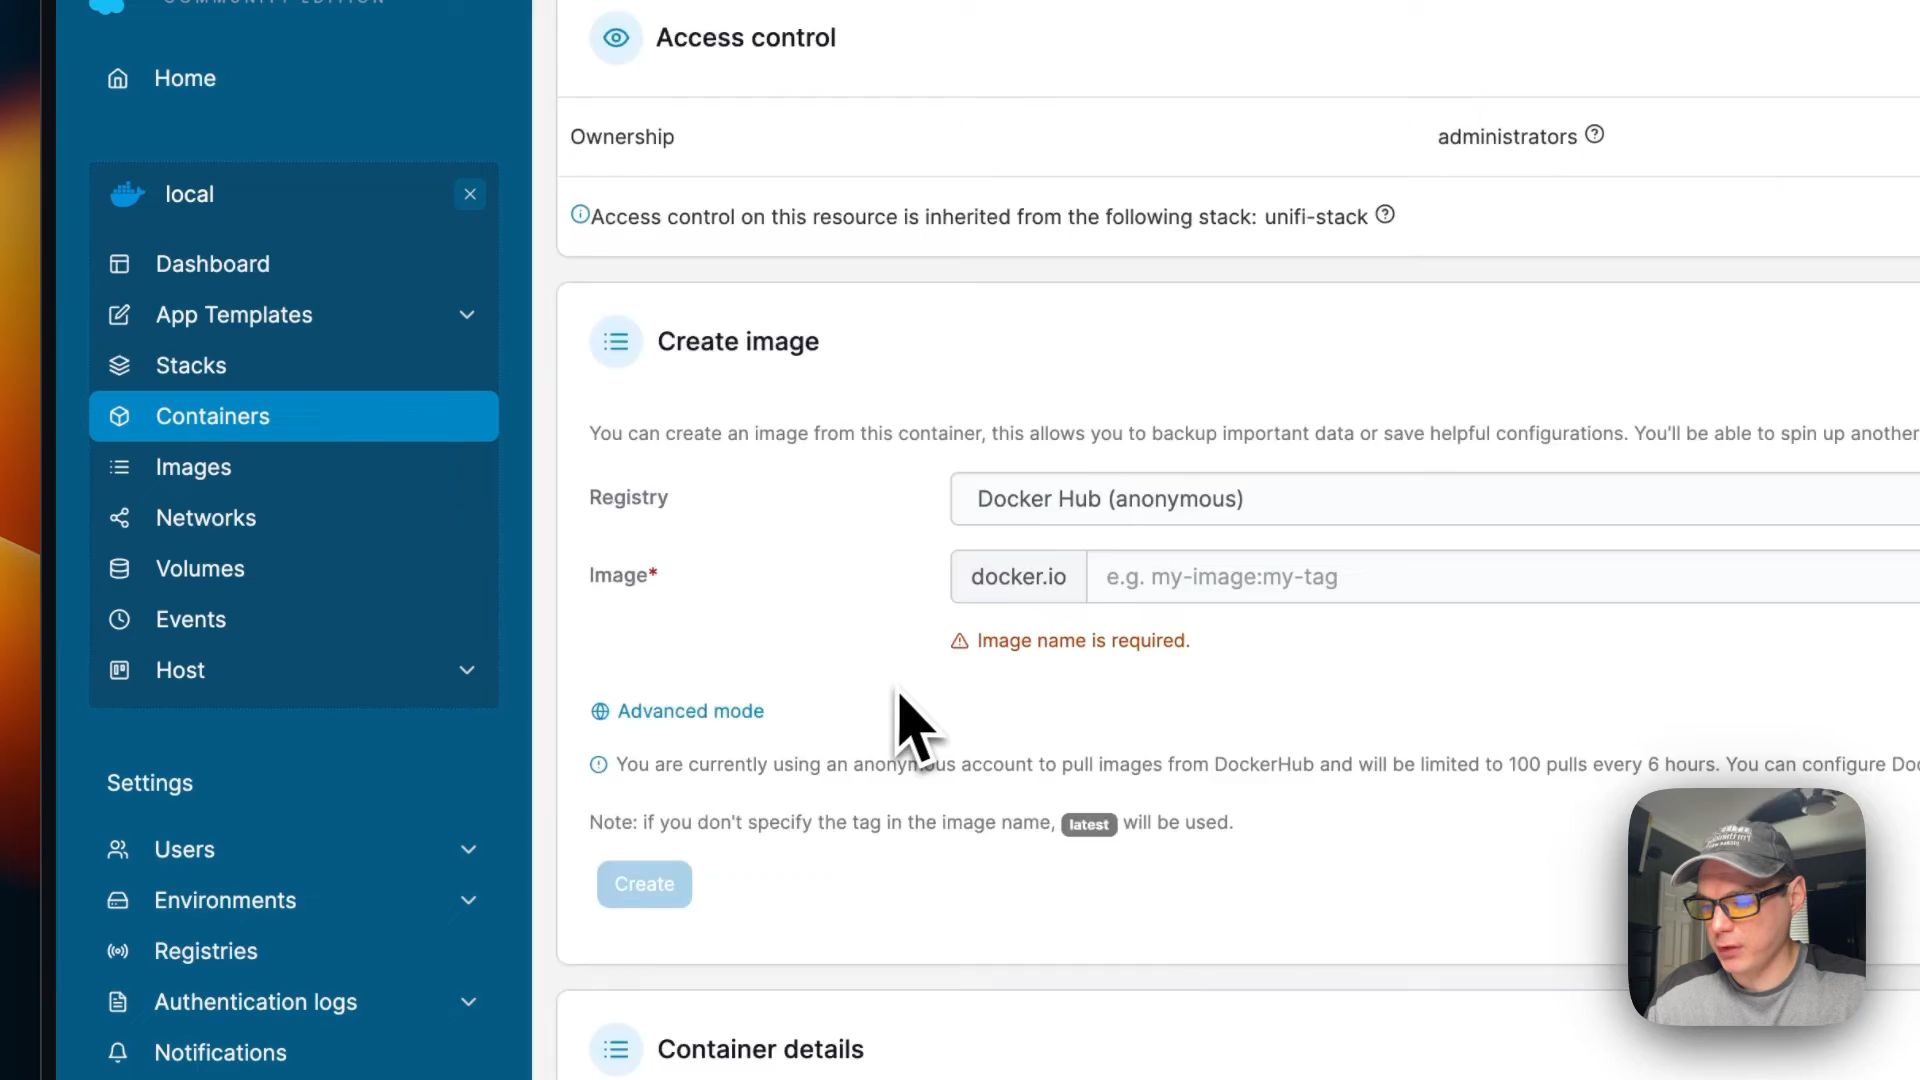 COMMUNITY EDITION
Home
local
Dashboard
App Templates
Stacks
Containers
Images
Networks
Volumes
Events
Host
Settings
Users
Environments
Registries
Authentication logs
Notifications
Access control
Ownership
administrators
Access control on this resource is inherited from the following stack: unifi-stack
Create image
You can create an image from this container, this allows you to backup important data or save helpful configurations. You'll be able to spin up another
Registry
Docker Hub (anonymous)
Image*
docker.io
e.g. my-image:my-tag
Image name is required.
Advanced mode
You are currently using an anonymous account to pull images from DockerHub and will be limited to 100 pulls every 6 hours. You can configure Doc
Note: if you don't specify the tag in the image name, latest will be used.
Create
Container details